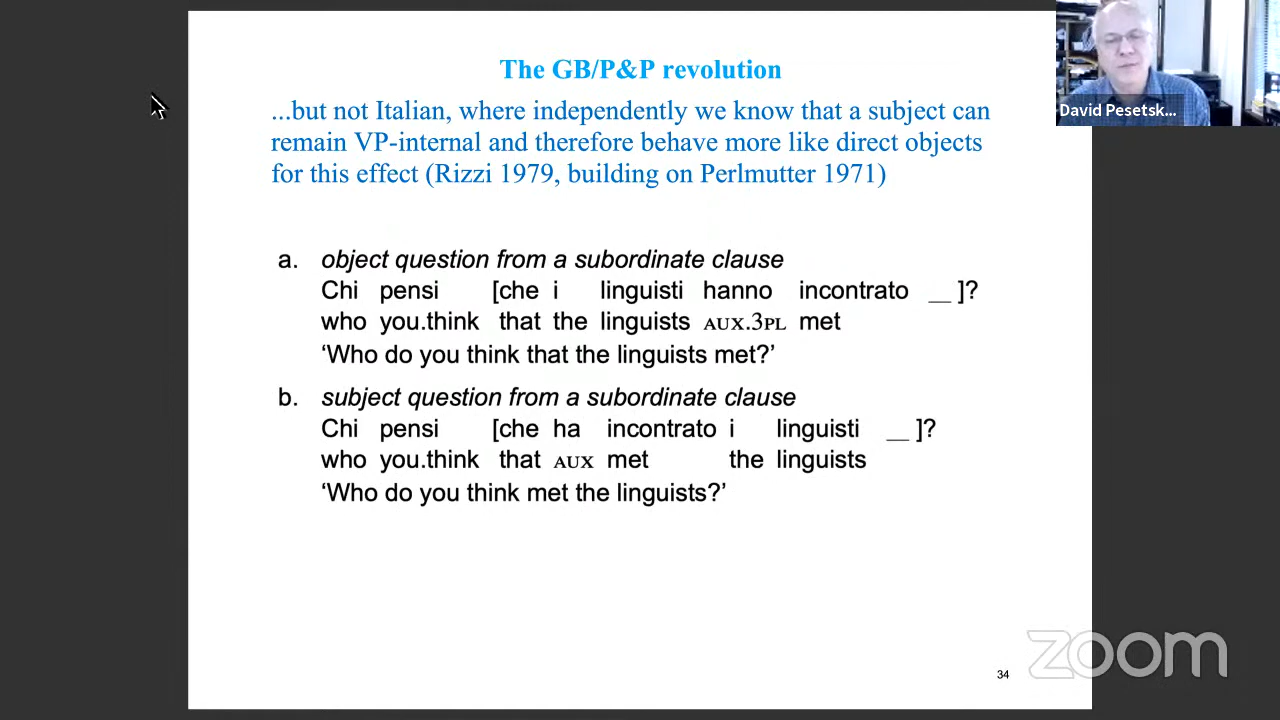 The GB/P&P revolution
...but not Italian, where independently we know that a subject can
remain VP-internal and therefore behave more like direct objects
for this effect (Rizzi 1979, building on Perlmutter 1971)
a. object question from a subordinate clause
Chi pensi [che i linguisti hanno incontrato __ ]?
who you.think that the linguists AUX.3PL met
‘Who do you think that the linguists met?’
b. subject question from a subordinate clause
Chi pensi [che ha incontrato i linguisti __ ]?
who you.think that AUX met the linguists
‘Who do you think met the linguists?’
34
David Pesetsk...
zoom